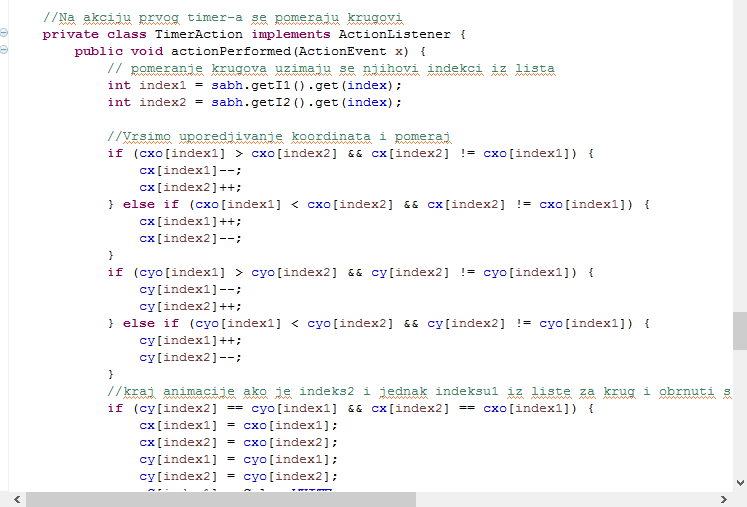 //Na akciju prvog timer-a se pomeraju krugovi
private class TimerAction implements ActionListener {
public void actionPerformed(ActionEvent x) {
// pomeranje krugova uzimaju se njihovi indekci iz lista
int index1 = sabh.getI1().get(index);
int index2 = sabh.getI2().get(index);
//Vrsimo uporedjivanje koordinata i pomeraj
if (cxo[index1] > cxo[index2] && cx[index2] != cxo[index1]) {
cx[index1]--;
cx[index2]++;
} else if (cxo[index1] < cxo[index2] && cx[index2] != cxo[index1]) {
cx[index1]++;
cx[index2]--;
}
if (cyo[index1] > cyo[index2] && cy[index2] != cyo[index1]) {
cy[index1]--;
cy[index2]++;
} else if (cyo[index1] < cyo[index2] && cy[index2] != cyo[index1]) {
cy[index1]++;
cy[index2]--;
}
//kraj animacije ako je indeks2 i jednak indeksu1 iz liste za krug i obrnuti s
if (cy[index2] == cyo[index1] && cx[index2] == cxo[index1]) {
cx[index1] = cxo[index1];
cx[index2] = cxo[index2];
cy[index1] = cyo[index1];
cy[index2] = cyo[index2];